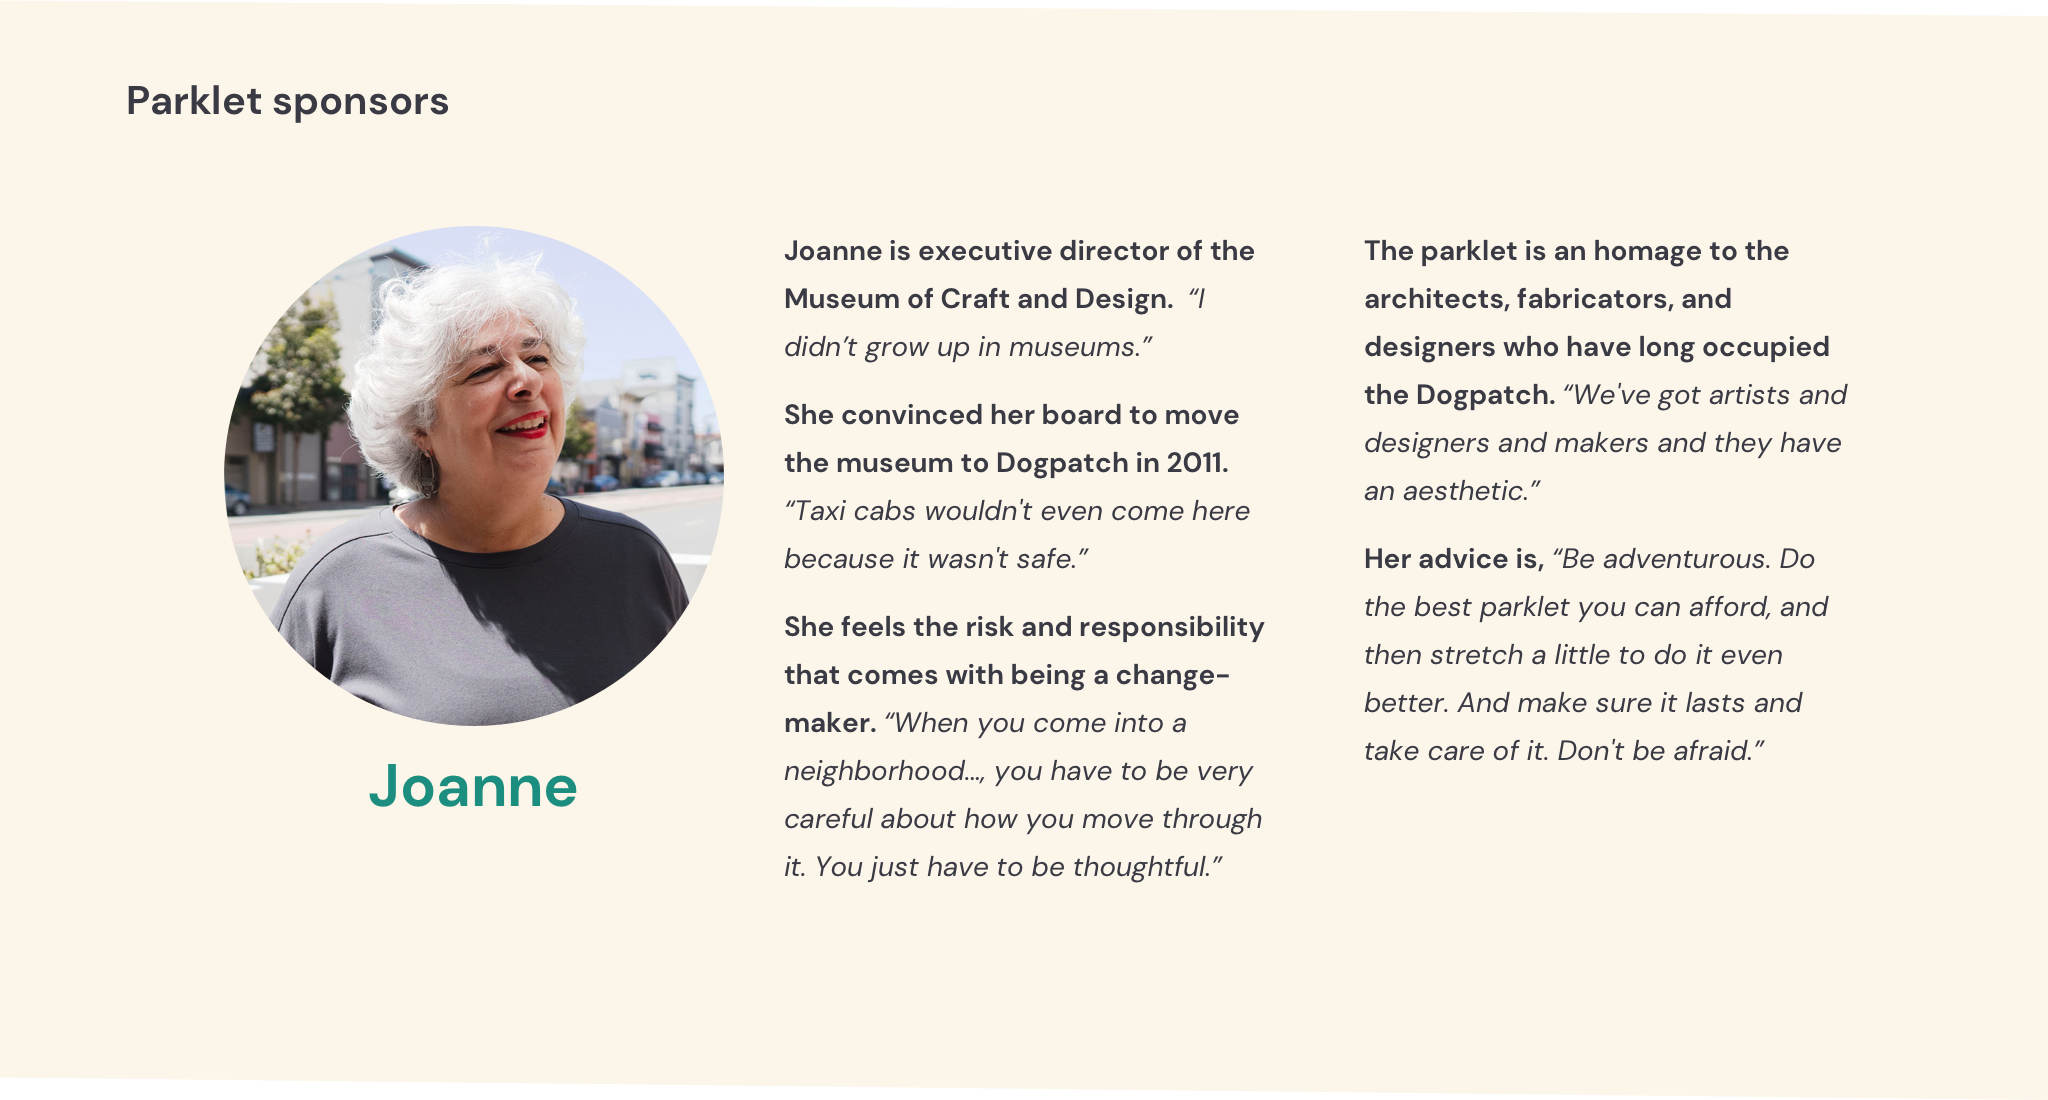 Parklet sponsors
Joanne
Joanne is executive director of the
Museum of Craft and Design.  “I
didn’t grow up in museums.”
She convinced her board to move
the museum to Dogpatch in 2011.
“Taxi cabs wouldn't even come here
because it wasn't safe.”
She feels the risk and responsibility
that comes with being a change-
maker. “When you come into a
neighborhood..., you have to be very
careful about how you move through
it. You just have to be thoughtful.”
The parklet is an homage to the
architects, fabricators, and
designers who have long occupied
the Dogpatch. “We've got artists and
designers and makers and they have
an aesthetic.”
Her advice is, “Be adventurous. Do
the best parklet you can afford, and
then stretch a little to do it even
better. And make sure it lasts and
take care of it. Don't be afraid.”